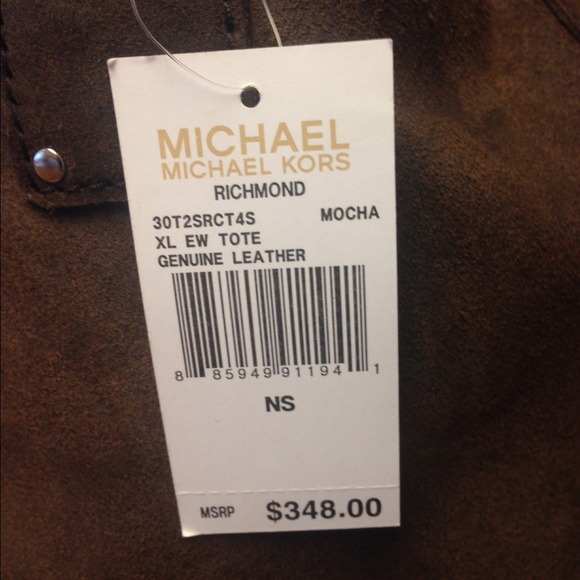 MICHAEL
MICHAEL KORS
RICHMOND
30T2SRCT4S MOCHA
XL EW TOTE
GENUINE LEATHER
8 85949 91194 1
NS
MSRP $348.00